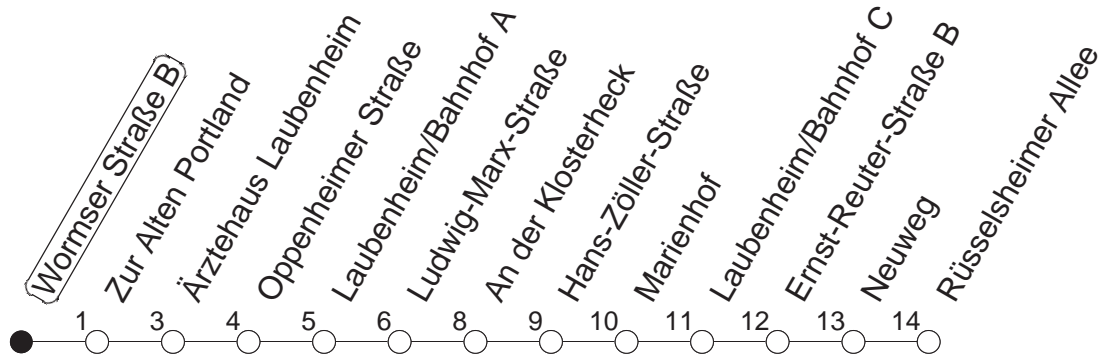 Wormser Straße B
Zur Alten Portland
Ärztehaus Laubenheim
Oppenheimer Straße
Laubenheim/Bahnhof A
Ludwig-Marx-Straße
An der Klosterheck
Hans-Zöller-Straße
Marienhof
Laubenheim/Bahnhof C
Ernst-Reuter-Straße B
Neuweg
Rüsselsheimer Allee
1 3 4 5 6 8 9 10 11 12 13 14